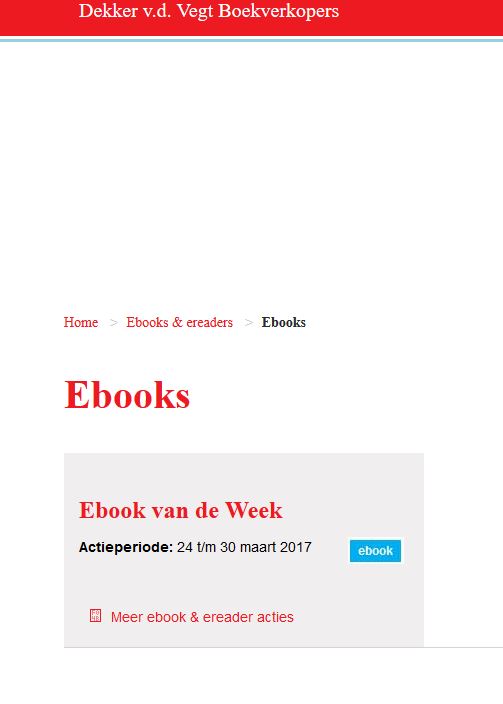 Dekker v.d. Vegt Boekverkopers
Home > Ebooks & ereaders > Ebooks
Ebooks
Ebook van de Week
Actieperiode: 24 t/m 30 maart 2017
ebook
Meer ebook & ereader acties